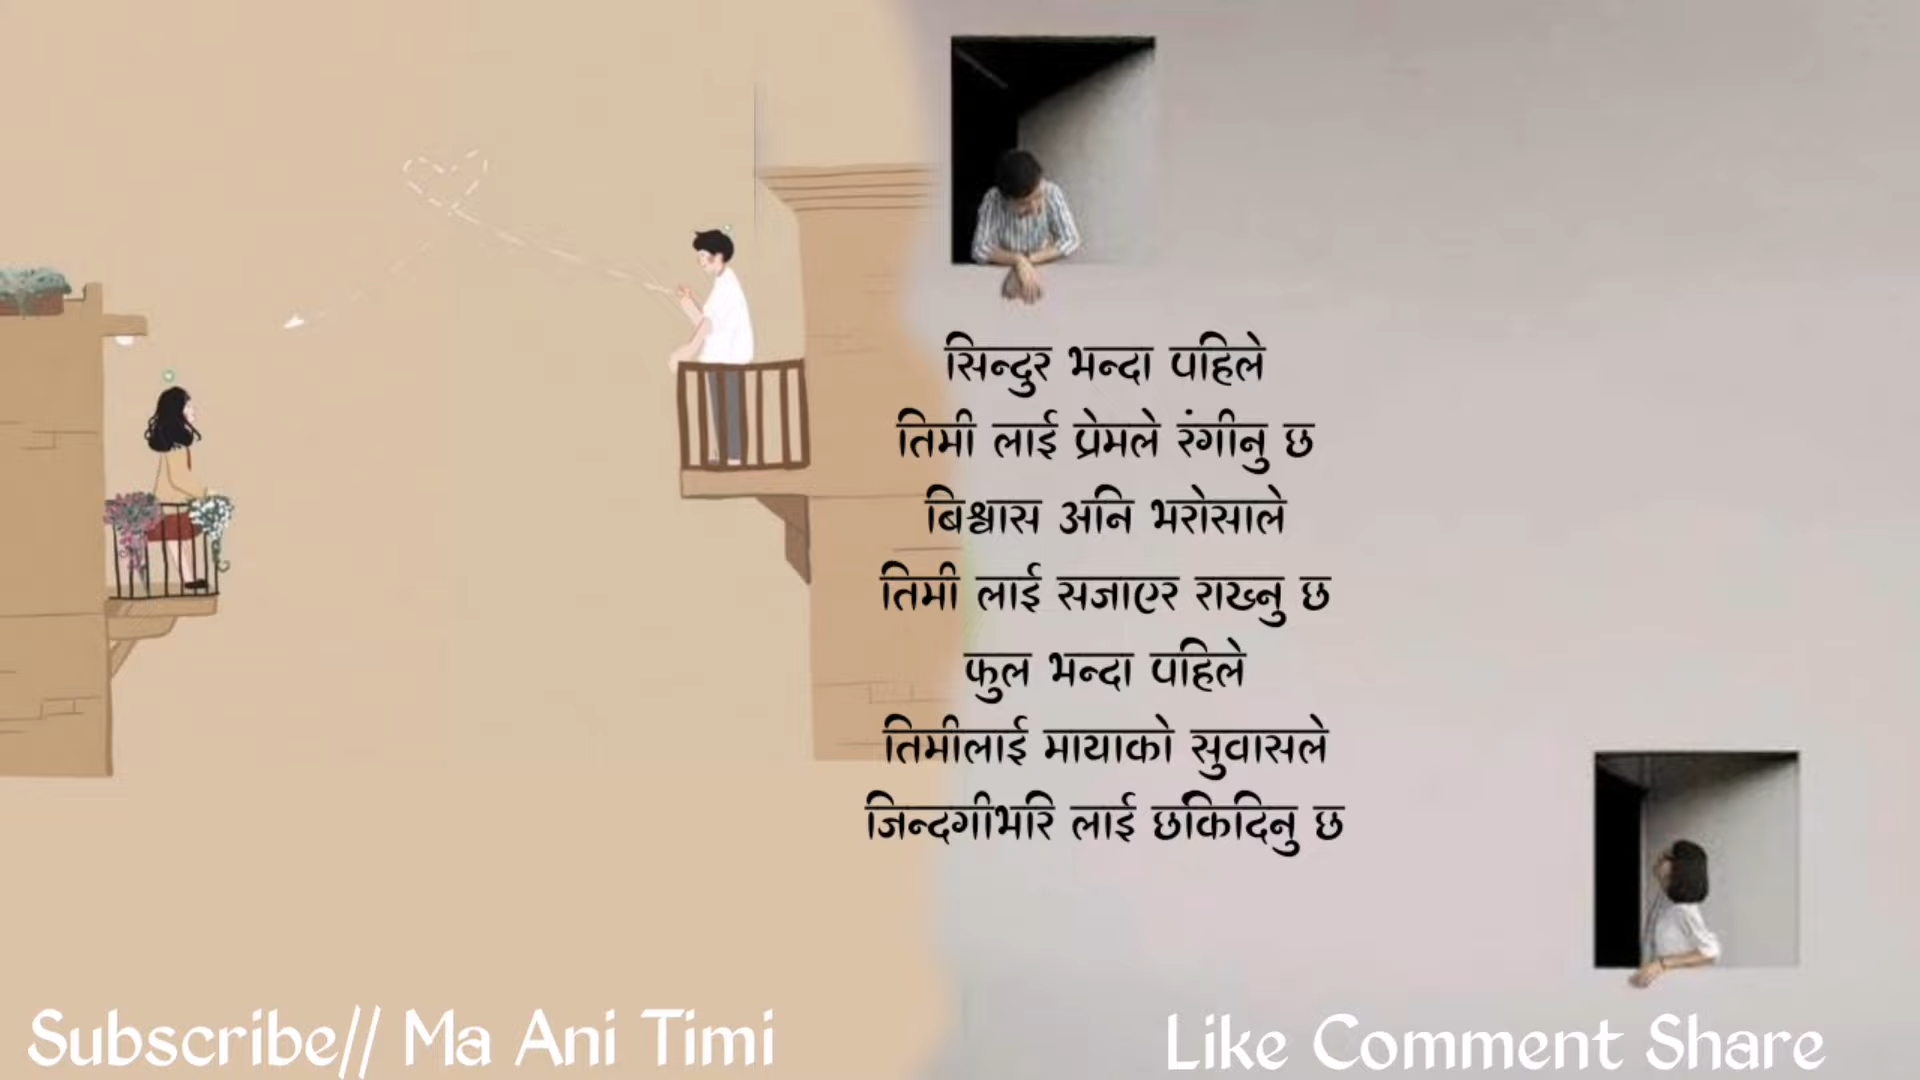 सिन्दुर भन्दा पहिले
तिमी लाई प्रेमले रंगीनु छ
बिश्वास अनि भरोसाले
तिमी लाई सजाएर राख्नु छ
फुल भन्दा पहिले
तिमीलाई मायाको सुवासले
जिन्दगीभरि लाई छकिदिनु छ
Subscribe// Ma Ani Timi
Like Comment Share